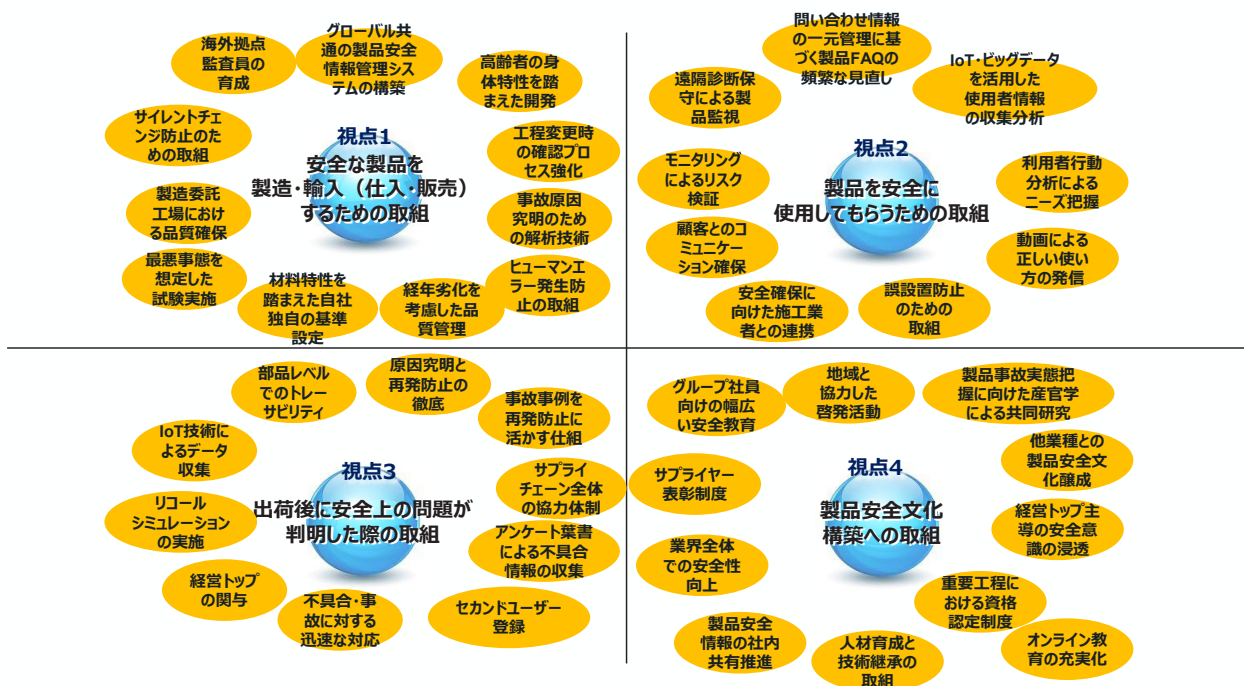 海外拠点
監査員の
育成
グローバル共
通の製品安全
情報管理シス
テムの構築
高齢者の身
体特性を踏
まえた開発
サイレントチェ
ンジ防止のた
めの取組
工程変更時
の確認プロ
セス強化
視点1
安全な製品を
製造・輸入（仕入・販売）
するための取組
製造委託
工場におけ
る品質確保
事故原因
究明のため
の解析技術
最悪事態を
想定した
試験実施
材料特性を
踏まえた自社
独自の基準
設定
経年劣化を
考慮した品
質管理
ヒューマンエ
ラー発生防
止の取組
問い合わせ情報
の一元管理に基
づく製品FAQの
頻繁な見直し
遠隔診断保
守による製
品監視
IoT・ビッグデータ
を活用した
使用者情報
の収集分析
モニタリング
によるリスク
検証
視点2
製品を安全に
使用してもらうための取組
利用者行動
分析による
ニーズ把握
顧客とのコ
ミュニケー
ション確保
動画による
正しい使い
方の発信
安全確保に
向けた施工業
者との連携
誤設置防止
のための
取組
部品レベル
でのトレー
サビリティ
原因究明と
再発防止の
徹底
事故事例を
再発防止に
活かす仕組
IoT技術に
よるデータ
収集
視点3
出荷後に安全上の問題が
判明した際の取組
サプライ
チェーン全体
の協力体制
リコール
シミュレーション
の実施
アンケート葉書
による不具合
情報の収集
経営トップ
の関与
不具合・事
故に対する
迅速な対応
セカンドユーザー
登録
グループ社員
向けの幅広
い安全教育
地域と
協力した
啓発活動
製品事故実態把
握に向けた産官学
による共同研究
サプライヤー
表彰制度
視点4
製品安全文化
構築への取組
他業種との
製品安全文
化醸成
経営トップ主
導の安全意
識の浸透
業界全体
での安全性
向上
重要工程に
おける資格
認定制度
製品安全
情報の社内
共有推進
人材育成と
技術継承の
取組
オンライン教
育の充実化